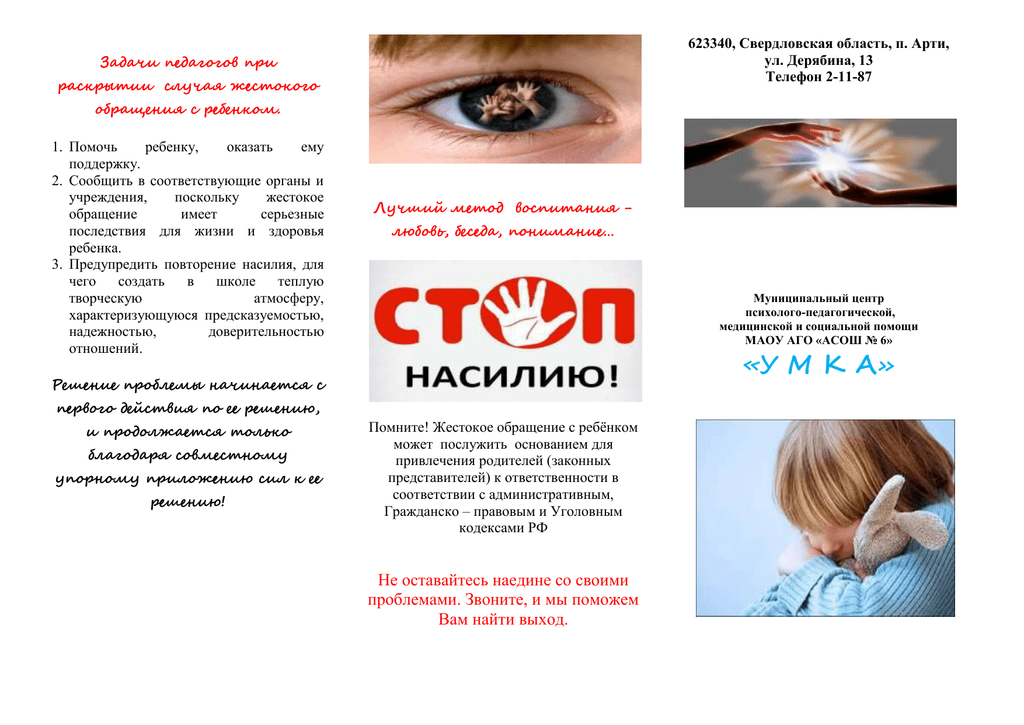 Задачи педагогов при
раскрытии случая жестокого
обращения с ребенком.
1. Помочь ребенку, оказать ему
поддержку.
2. Сообщить в соответствующие органы и
учреждения, поскольку жестокое
обращение имеет серьезные
последствия для жизни и здоровья
ребенка.
3. Предупредить повторение насилия, для
чего создать в школе теплую
творческую атмосферу,
характеризующуюся предсказуемостью,
надежностью, доверительностью
отношений.
Решение проблемы начинается с
первого действия по ее решению,
и продолжается только
благодаря совместному
упорному приложению сил к ее
решению!
Лучший метод воспитания -
любовь, беседа, понимание...
СТОП
НАСИЛИЮ!
Помните! Жестокое обращение с ребёнком
может послужить основанием для
привлечения родителей (законных
представителей) к ответственности в
соответствии с административным,
Гражданско – правовым и Уголовным
кодексами РФ
Не оставайтесь наедине со своими
проблемами. Звоните, и мы поможем
Вам найти выход.
623340, Свердловская область, п. Арти,
ул. Дерябина, 13
Телефон 2-11-87
Муниципальный центр
психолого-педагогической,
медицинской и социальной помощи
МАОУ АГО «АСОШ № 6»
«У М К А»